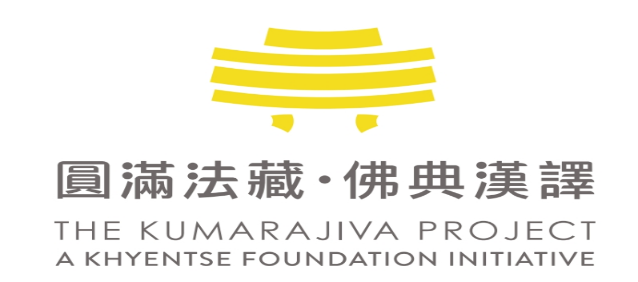 圓滿法藏·佛典漢譯
THE KUMARAJIVA PROJECT
A KHYENTSE FOUNDATION INITIATIVE